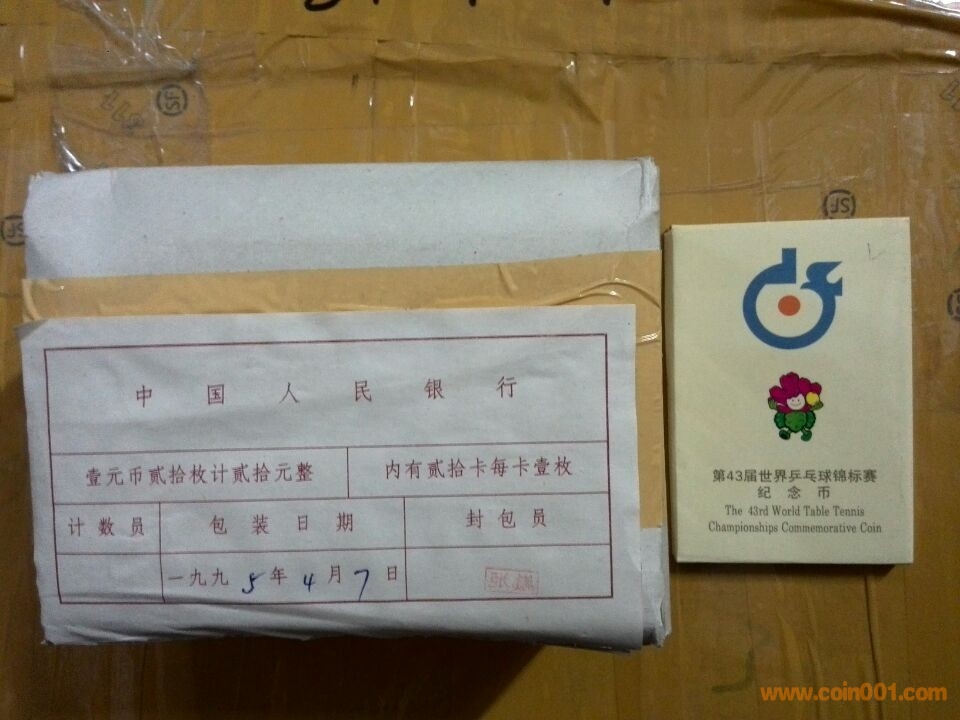 中国人民银行
壹元币贰拾枚计贰拾元整
内有贰拾卡每卡壹枚
计数员
包装日期
封包员
一九九5年4月7日
第43届世界乒乓球锦标赛
纪念币
The 43rd World Table Tennis
Championships Commemorative Coin
www.coin001.com